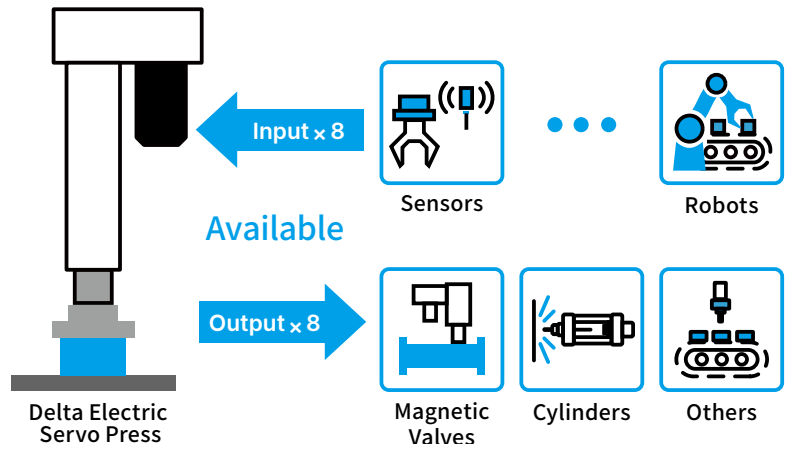 Input × 8
Sensors
Robots
Available
Output × 8
Delta Electric
Servo Press
Magnetic
Valves
Cylinders
Others